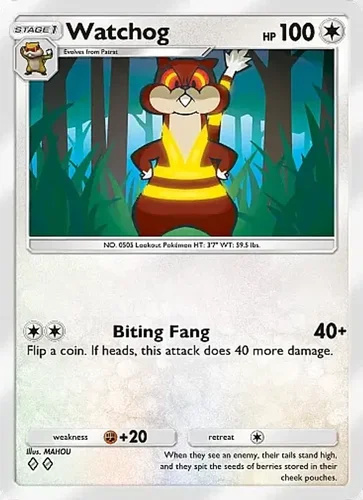 STAGE 1 Watchog HP 100
Evolves from Patrat
NO. 0505 Lookout Pokémon HT: 3'7" WT: 59.5 lbs.
Biting Fang 40+
Flip a coin. If heads, this attack does 40 more damage.
weakness +20 retreat
Illus. MAHOU
When they see an enemy, their tails stand high,
and they spit the seeds of berries stored in their
cheek pouches.